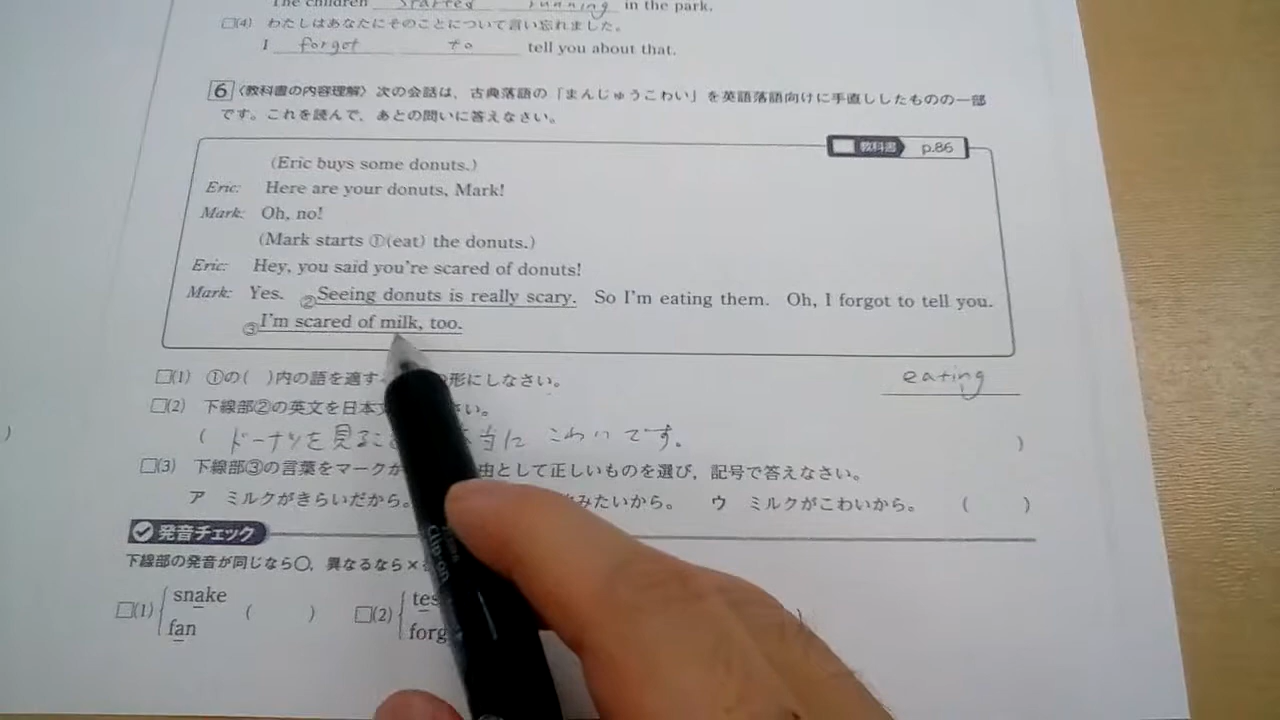 The children started running in the park.
□(4) わたしはあなたにそのことについて言い忘れました。
I forgot to tell you about that.
6 〈教科書の内容理解〉 次の会話は、古典落語の「まんじゅうこわい」を英語落語向けに手直ししたものの一部
です。これを読んで、あとの問いに答えなさい。
教科書 p.86
(Eric buys some donuts.)
Eric: Here are your donuts, Mark!
Mark: Oh, no!
(Mark starts ①(eat) the donuts.)
Eric: Hey, you said you're scared of donuts!
Mark: Yes. ②Seeing donuts is really scary. So I'm eating them. Oh, I forgot to tell you.
③I'm scared of milk, too.
□(1) ①の( )内の語を適す の形にしなさい。 eating
□(2) 下線部②の英文を日本文 さい。
( ドーナツを見るこ 当に こわいです。 )
□(3) 下線部③の言葉をマークが 由として正しいものを選び、記号で答えなさい。
ア ミルクがきらいだから。 みたいから。 ウ ミルクがこわいから。 ( )
発音チェック
下線部の発音が同じなら○, 異なるなら×
□(1) snake ( ) □(2) tes
fan forg
Clip-on